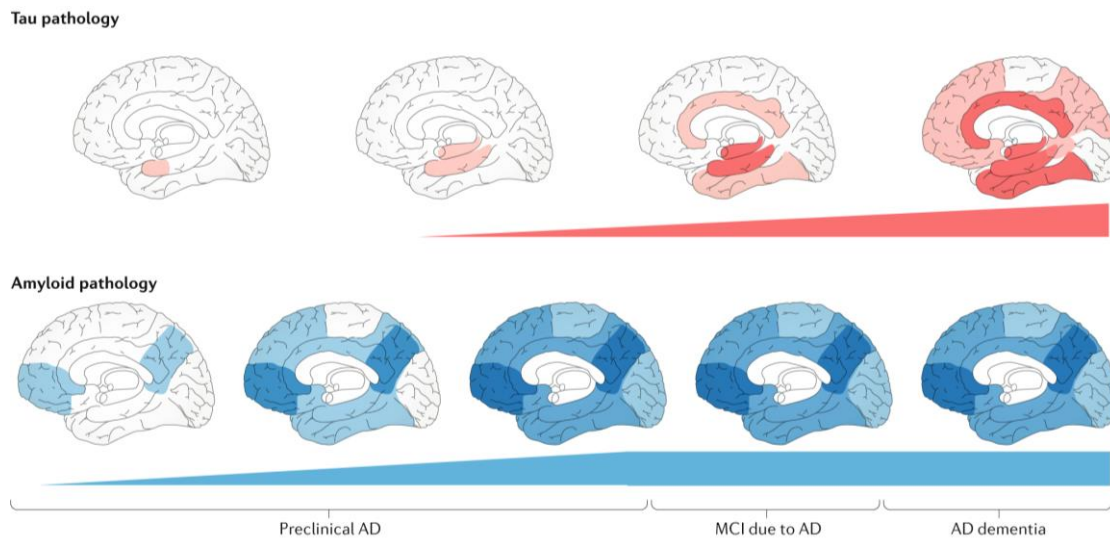 Tau pathology
Amyloid pathology
Preclinical AD
MCI due to AD
AD dementia